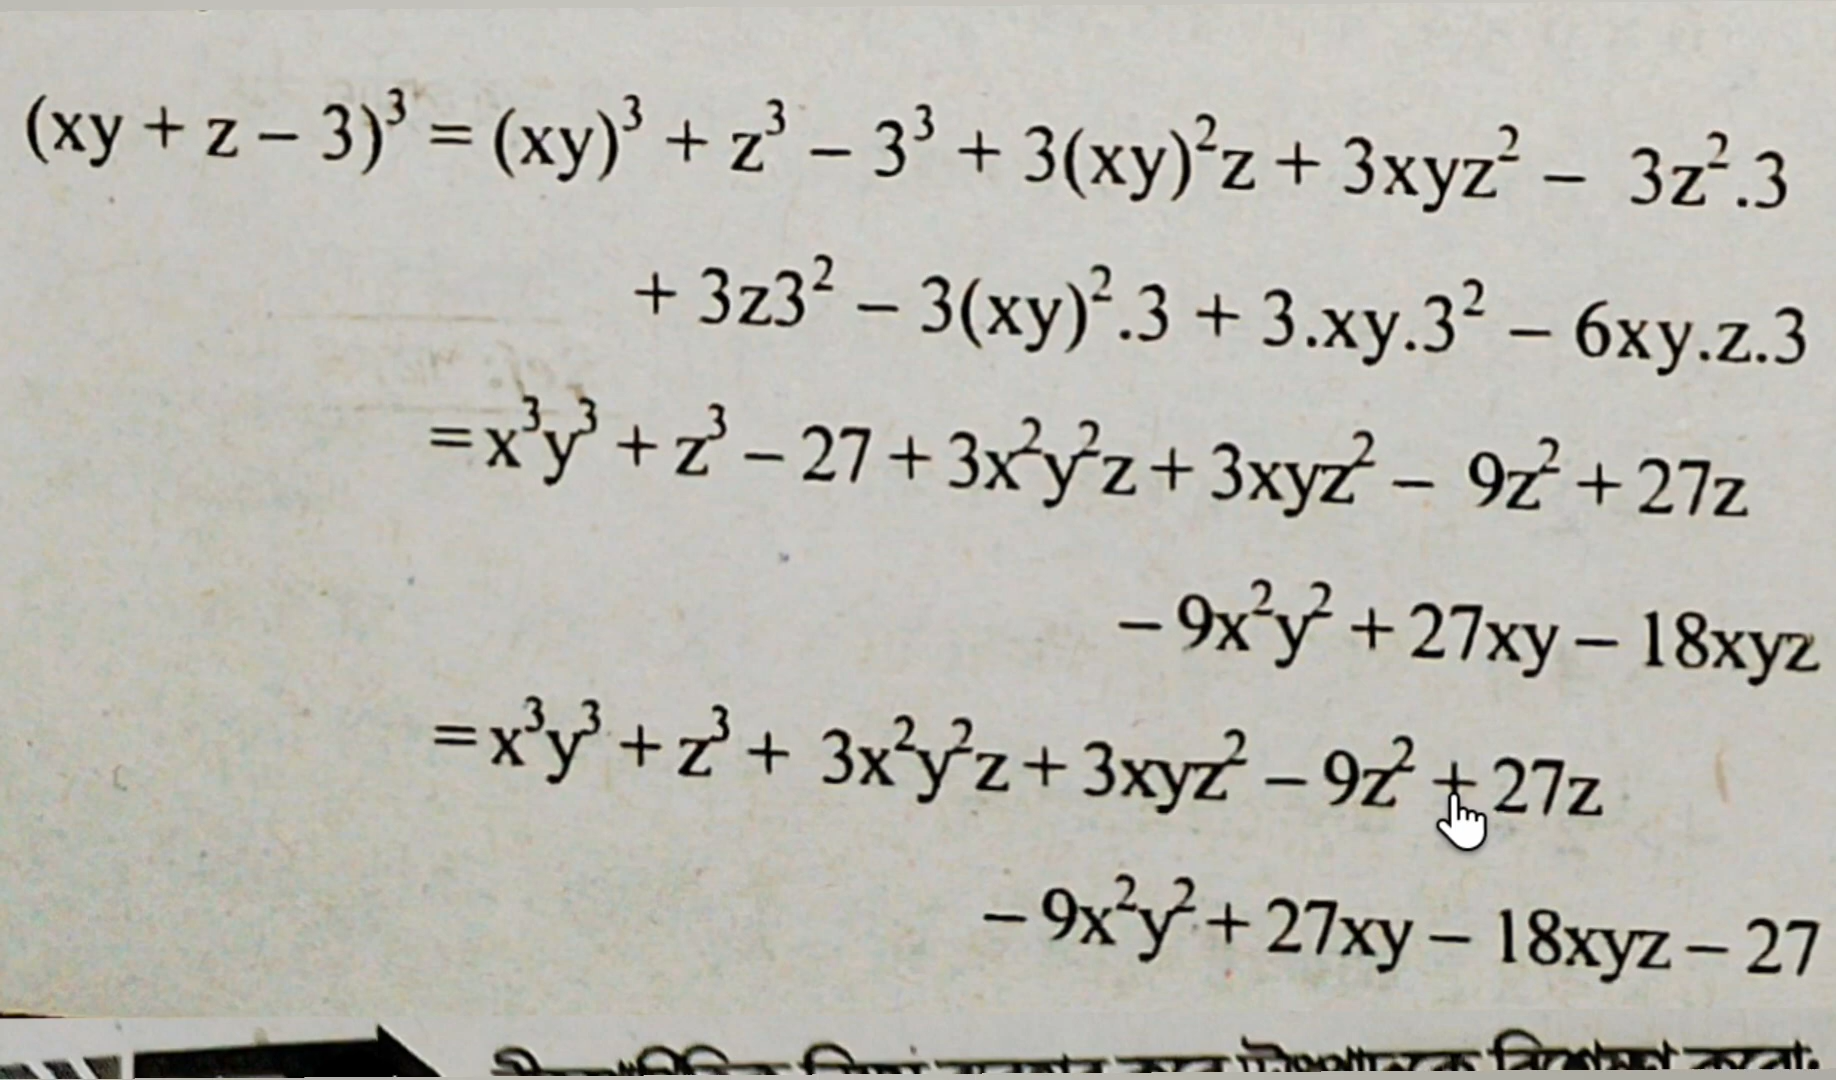 (xy + z – 3)³ = (xy)³ + z³ – 3³ + 3(xy)²z + 3xyz² – 3z².3
+ 3z3² – 3(xy)².3 + 3.xy.3² – 6xy.z.3
= x³y³ + z³ – 27 + 3x²y²z + 3xyz² – 9z² + 27z
– 9x²y² + 27xy – 18xyz
= x³y³ + z³ + 3x²y²z + 3xyz² – 9z² + 27z
– 9x²y² + 27xy – 18xyz – 27